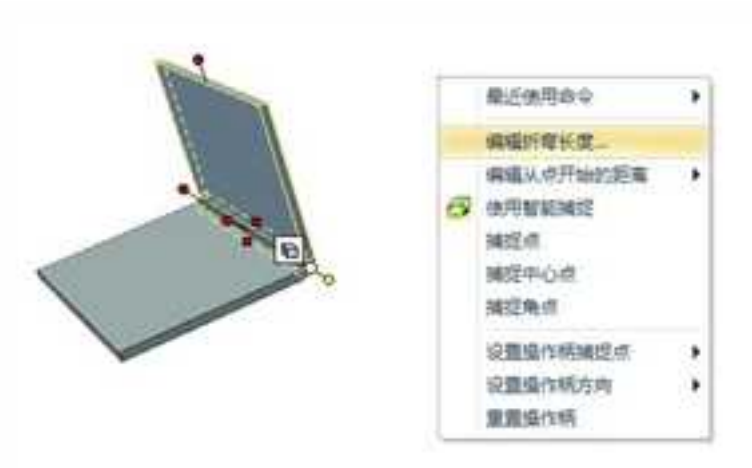 最近使用命令
编辑折弯长度...
编辑从点开始的距离
使用智能捕捉
捕捉点
捕捉中心点
捕捉角点
设置操作柄捕捉点
设置操作柄方向
重置操作柄